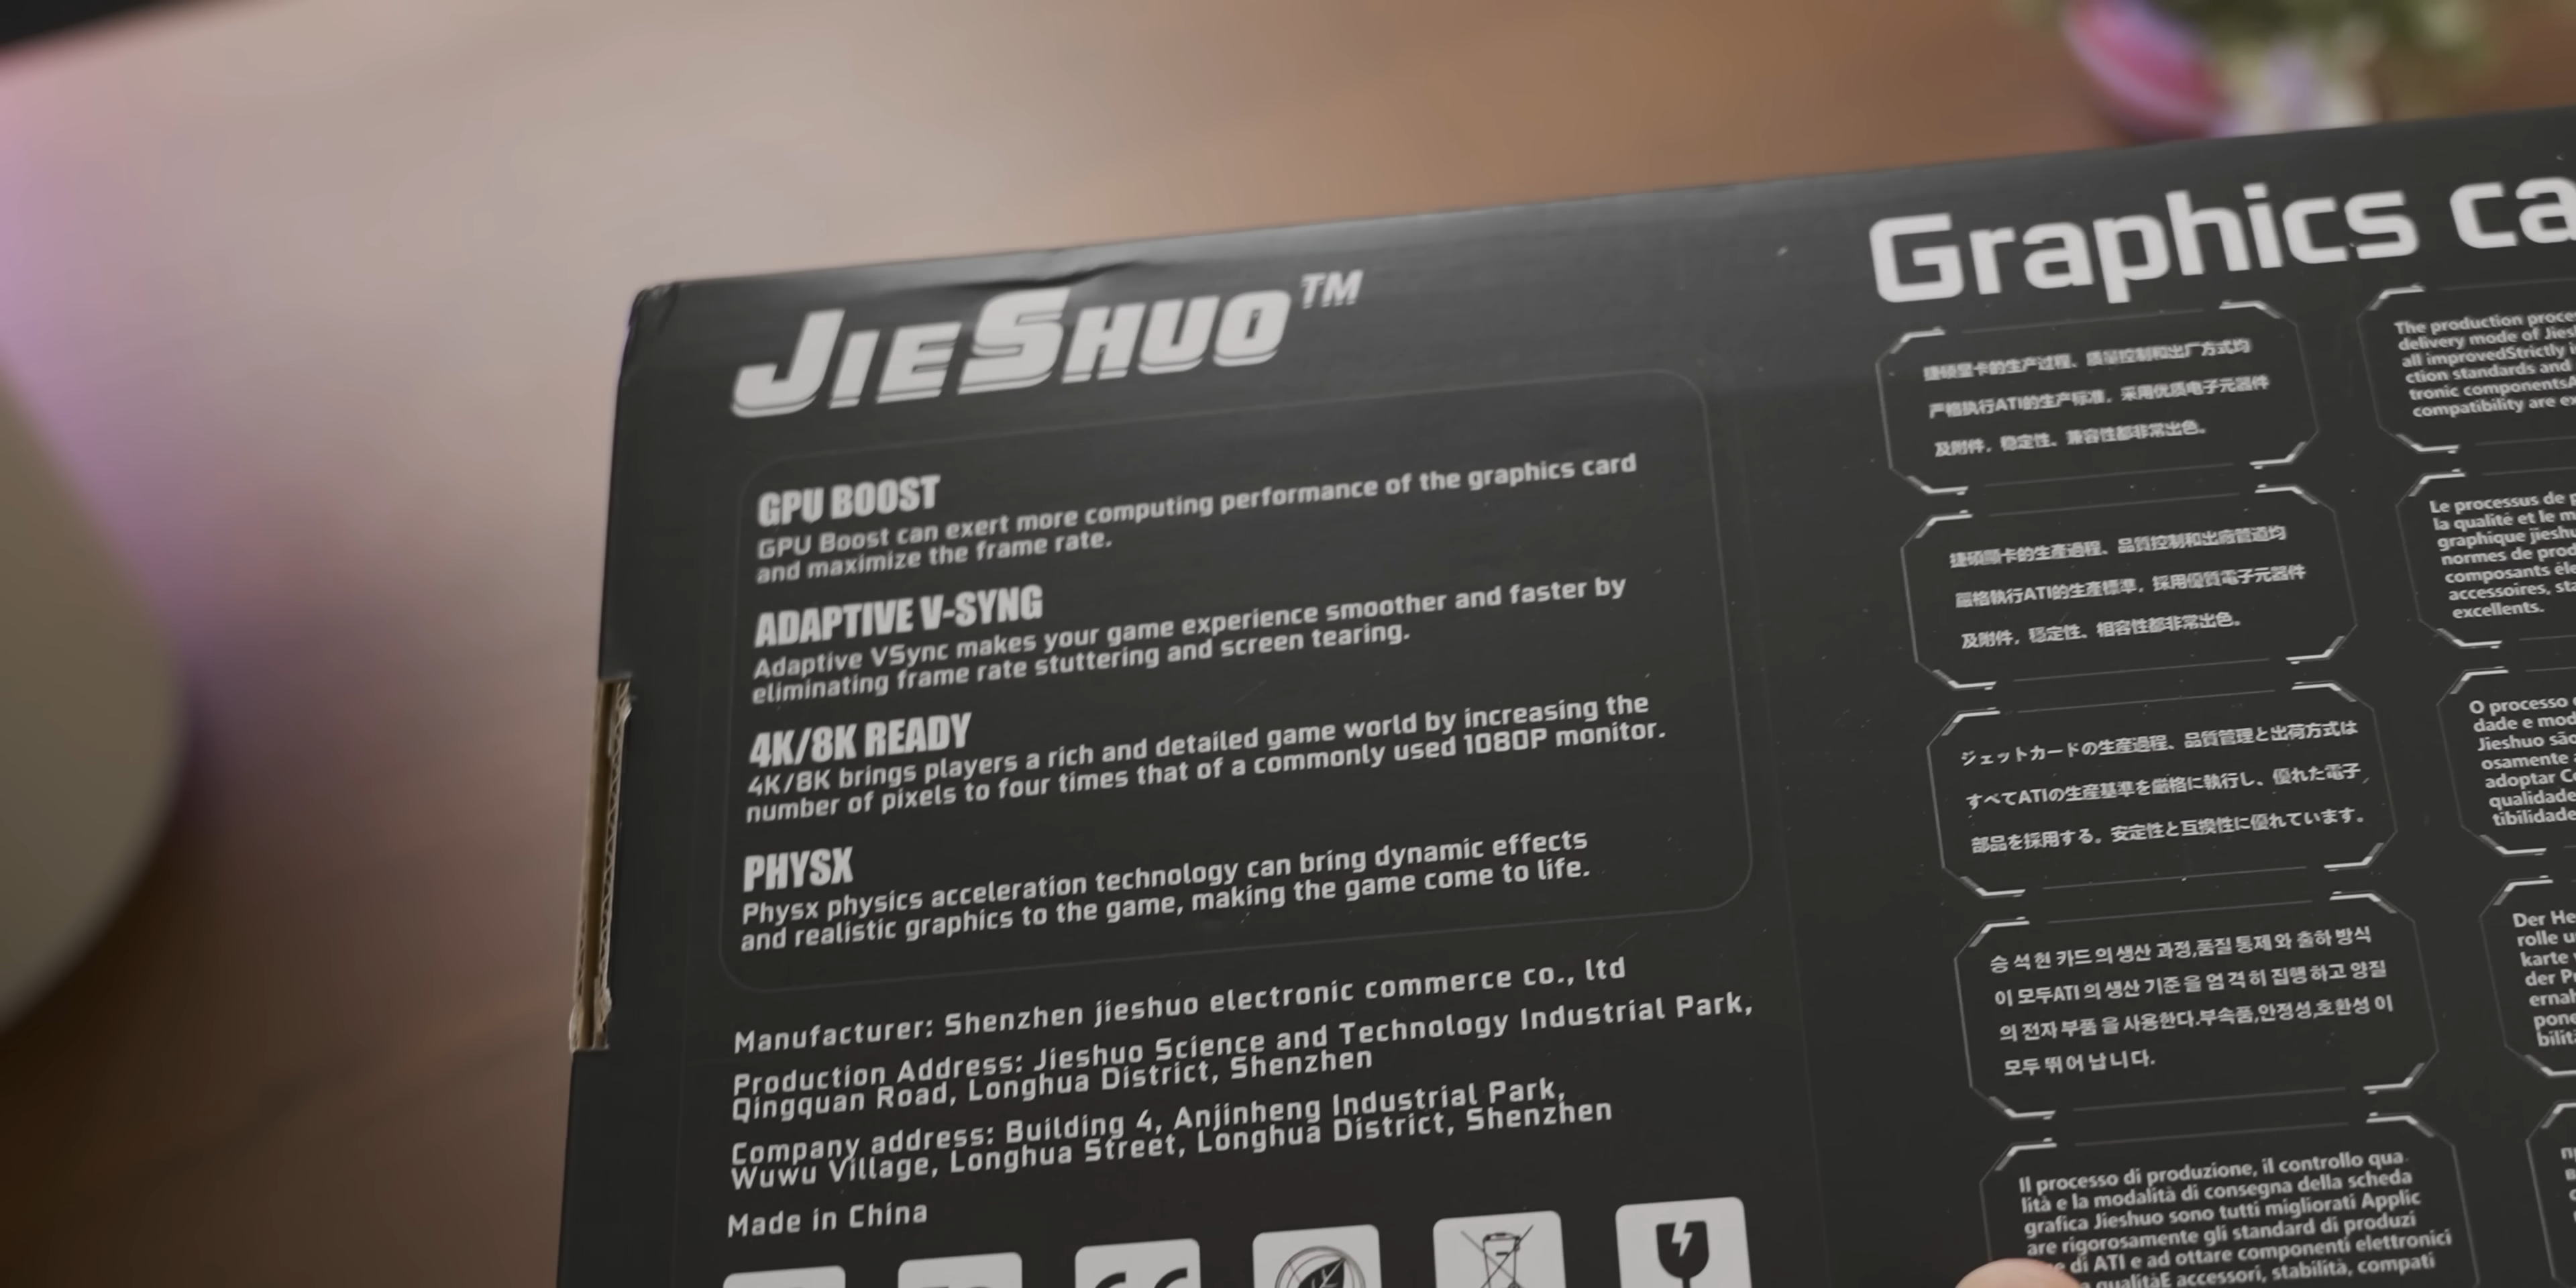 JIESHUO™
GPU BOOST
GPU Boost can exert more computing performance of the graphics card
and maximize the frame rate.
ADAPTIVE V-SYNG
Adaptive VSync makes your game experience smoother and faster by
eliminating frame rate stuttering and screen tearing.
4K/8K READY
4K/8K brings players a rich and detailed game world by increasing the
number of pixels to four times that of a commonly used 1080P monitor.
PHYSX
Physx physics acceleration technology can bring dynamic effects
and realistic graphics to the game, making the game come to life.
Manufacturer: Shenzhen jieshuo electronic commerce co., ltd
Production Address: Jieshuo Science and Technology Industrial Park,
Qingquan Road, Longhua District, Shenzhen
Company address: Building 4, Anjinheng Industrial Park,
Wuwu Village, Longhua Street, Longhua District, Shenzhen
Made in China
Graphics ca
捷硕显卡的生产过程、质量控制和出厂方式均
严格执行ATI的生产标准，采用优质电子元器件
及附件，稳定性、兼容性都非常出色。
捷碩顯卡的生產過程、品質控制和出廠管道均
嚴格執行ATI的生產標準，採用優質電子元器件
及附件，穩定性、相容性都非常出色。
ジェットカードの生産過程、品質管理と出荷方式は
すべてATIの生産基準を厳格に執行し、優れた電子
部品を採用する。安定性と互換性に優れています。
승 석 현 카드 의 생산 과정,품질 통제 와 출하 방식
이 모두ATI 의 생산 기준 을 엄 격 히 집행 하고 양질
의 전자 부품 을 사용한다.부속품,안정성,호환성 이
모두 뛰 어 납 니 다.
Il processo di produzione, il controllo qua
lità e la modalità di consegna della scheda
grafica Jieshuo sono tutti migliorati Applic
are rigorosamente gli standard di produzi
e di ATI e ad ottare componenti elettronici
qualitàE accessori, stabilità, compati
The production proce
delivery mode of Jies
all improvedStrictly i
ction standards and
tronic componentsA
compatibility are ex
Le processus de p
la qualité et le m
graphique jieshu
normes de prod
composants éle
accessoires, sta
excellents.
O processo
dade e mod
Jieshuo são
osamente
adoptar C
qualidade
tibilidade
Der He
rolle u
karte
der Pr
ernal
pone
bilit